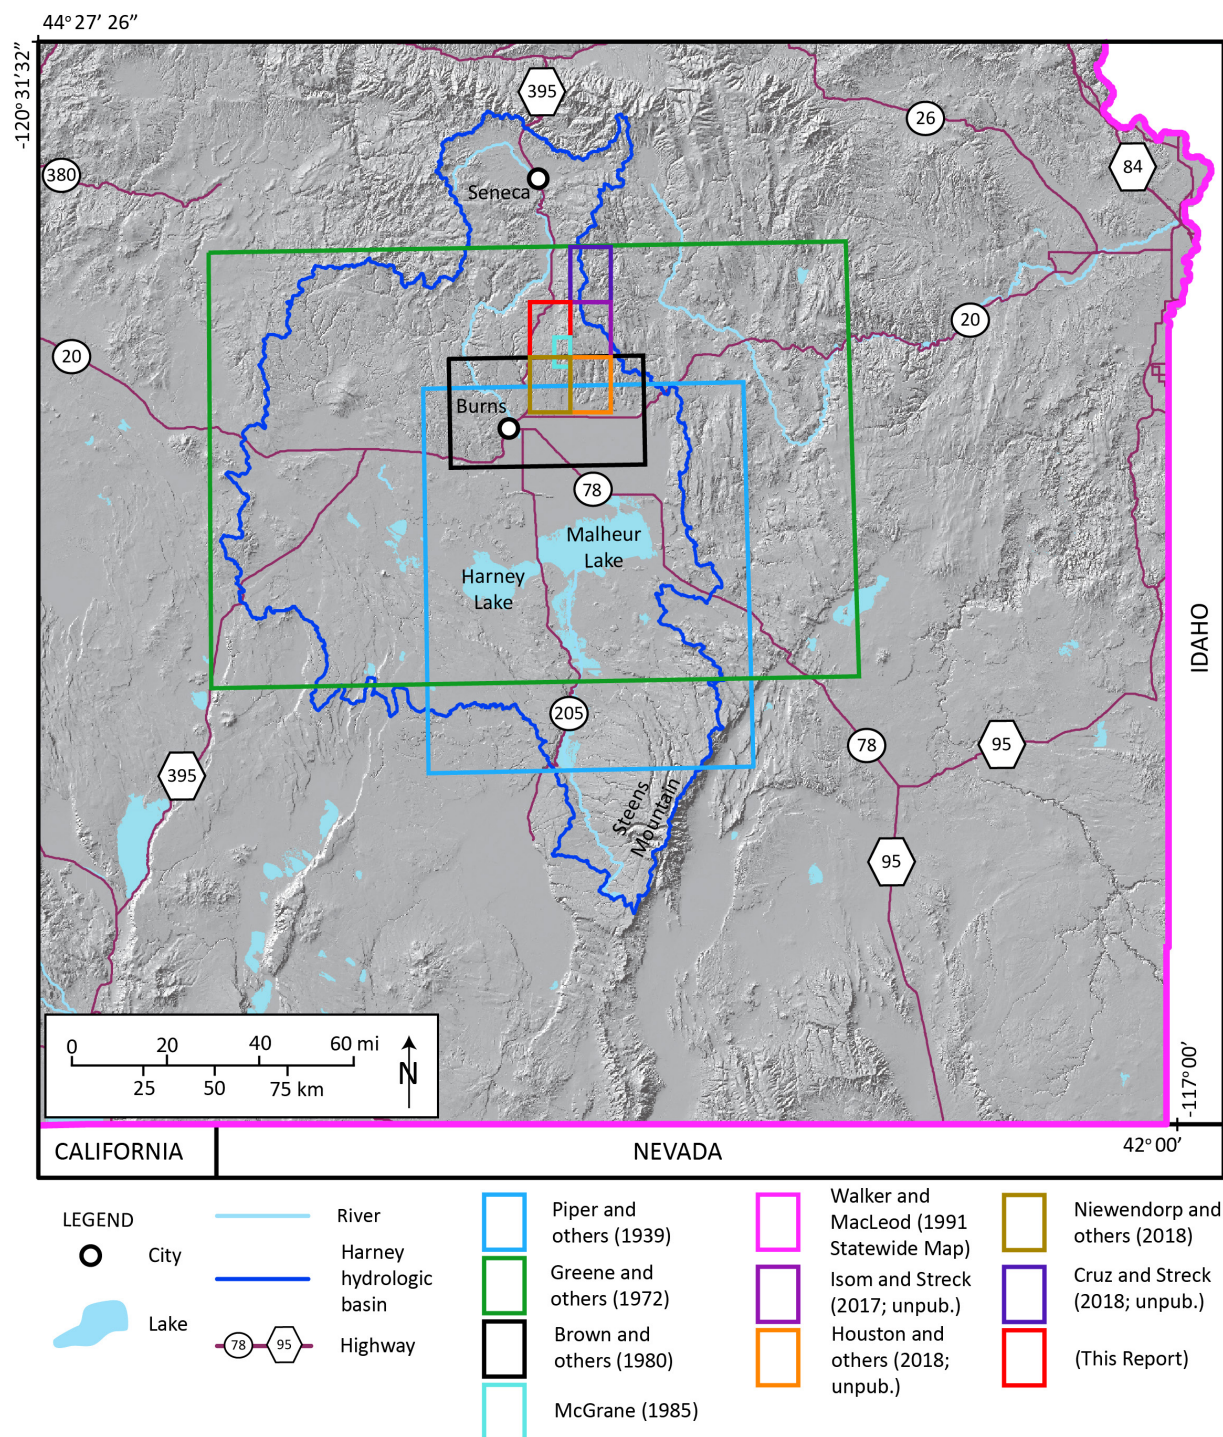 44° 27' 26"
-120°31'32"
395
26
84
380
Seneca
20
20
Burns
78
Malheur
Lake
Harney
Lake
IDAHO
205
78
95
395
Steens
Mountain
95
0 20 40 60 mi
25 50 75 km
N
-117° 00'
42° 00'
CALIFORNIA
NEVADA
LEGEND
City
Lake
River
Harney
hydrologic
basin
78 95 Highway
Piper and
others (1939)
Greene and
others (1972)
Brown and
others (1980)
McGrane (1985)
Walker and
MacLeod (1991
Statewide Map)
Isom and Streck
(2017; unpub.)
Houston and
others (2018;
unpub.)
Niewendorp and
others (2018)
Cruz and Streck
(2018; unpub.)
(This Report)